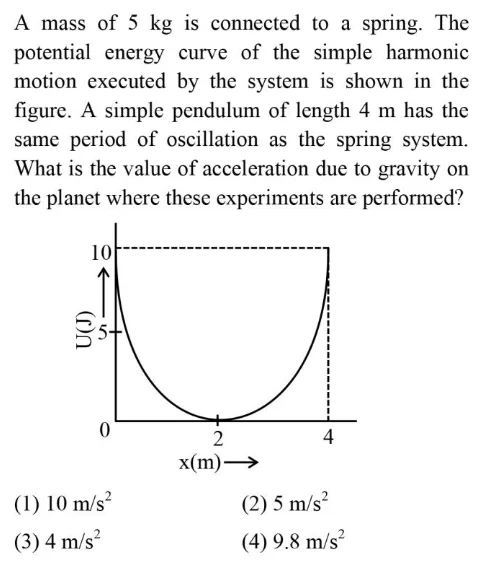 A mass of 5 kg is connected to a spring. The
potential energy curve of the simple harmonic
motion executed by the system is shown in the
figure. A simple pendulum of length 4 m has the
same period of oscillation as the spring system.
What is the value of acceleration due to gravity on
the planet where these experiments are performed?
10
U(J)
5
0
2
4
x(m)
(1) 10 m/s²
(2) 5 m/s²
(3) 4 m/s²
(4) 9.8 m/s²